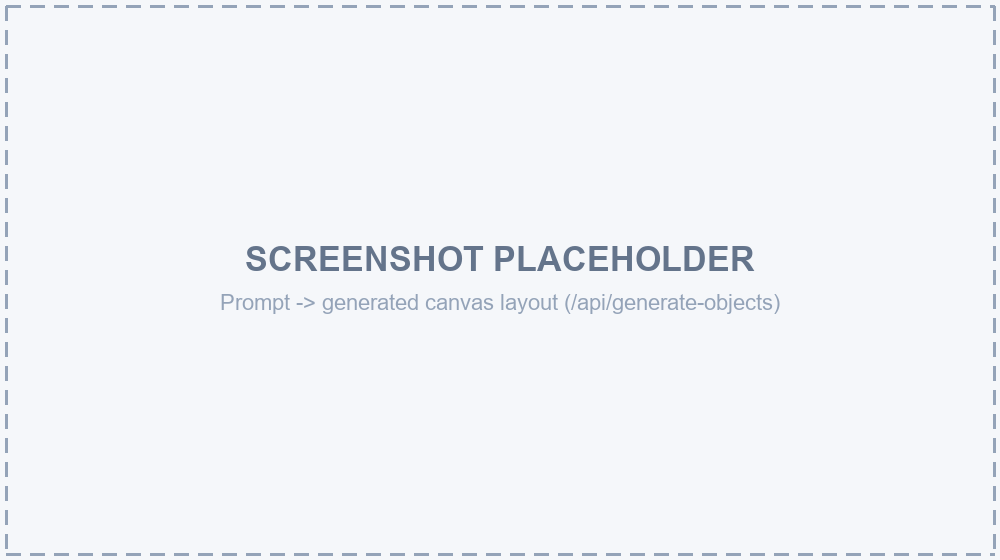 SCREENSHOT PLACEHOLDER
Prompt -> generated canvas layout (/api/generate-objects)